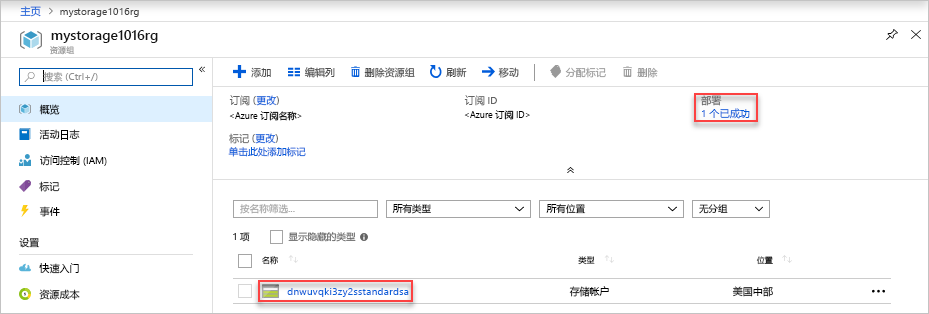 主页 > mystorage1016rg
mystorage1016rg
资源组
搜索 (Ctrl+/)
概览
活动日志
访问控制 (IAM)
标记
事件
设置
快速入门
资源成本
添加 编辑列 删除资源组 刷新 移动 分配标记 删除
订阅 (更改) 订阅 ID 部署
<Azure 订阅名称> <Azure 订阅 ID> 1 个已成功
标记 (更改)
单击此处添加标记
按名称筛选... 所有类型 所有位置 无分组
1 项 显示隐藏的类型
名称 类型 位置
dnwuvqki3zy2sstandardsa 存储帐户 美国中部